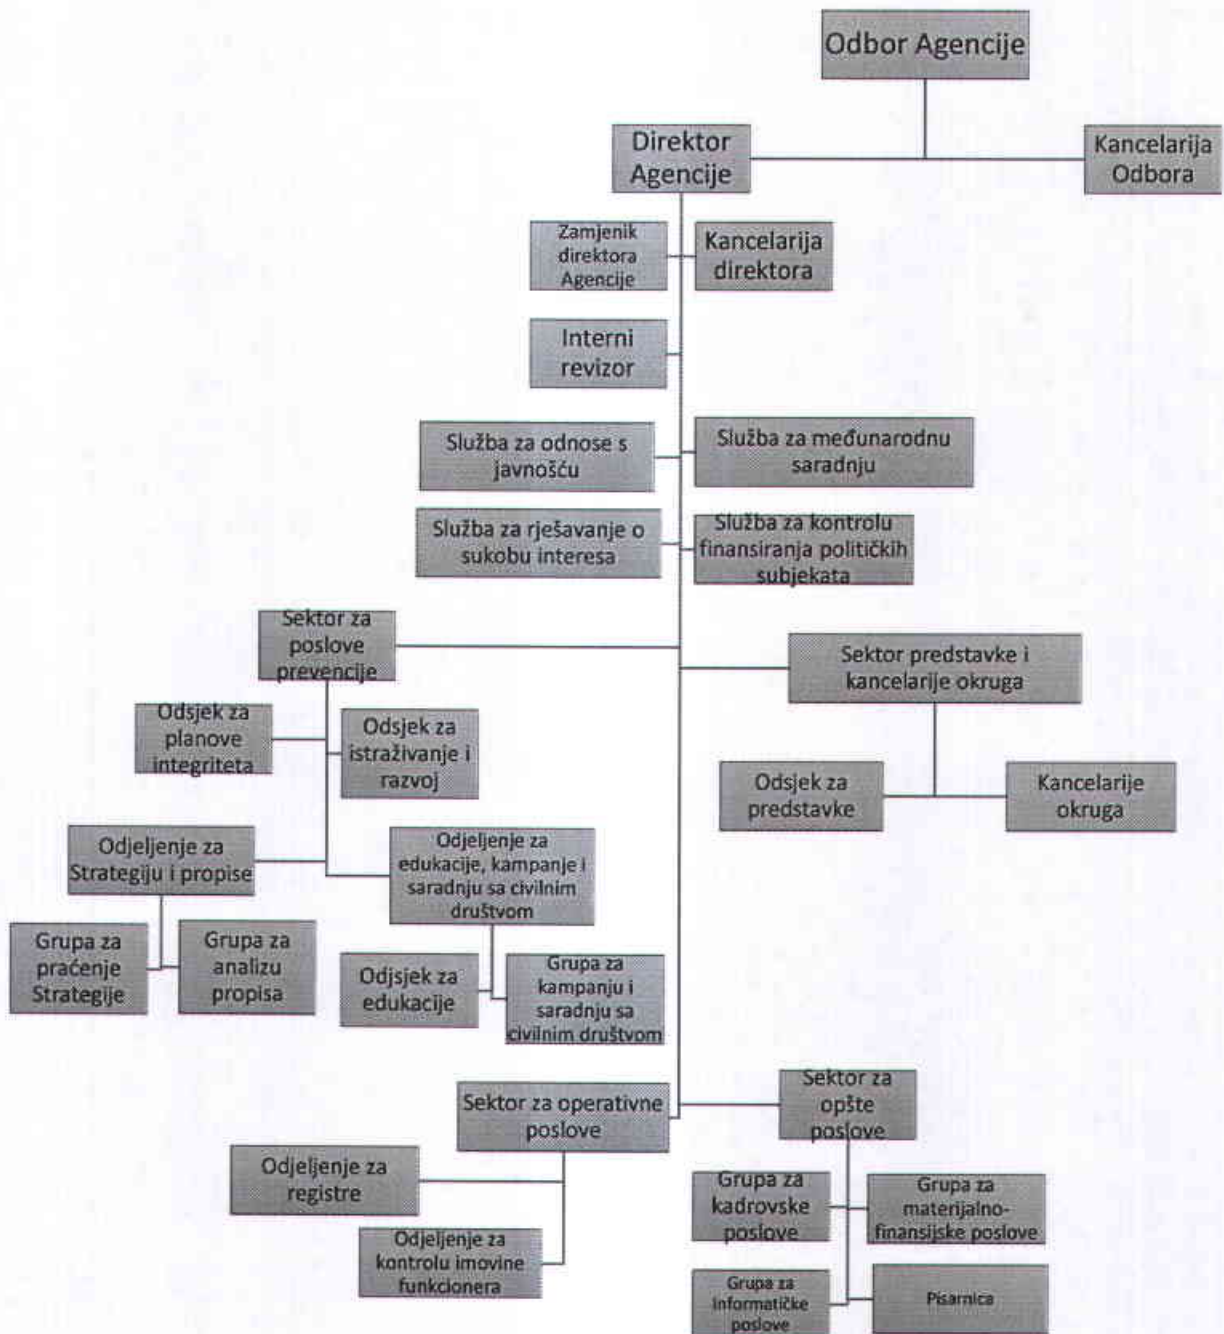 Odbor Agencije
Direktor
Agencije
Kancelarija
Odbora
Zamjenik
direktora
Agencije
Kancelarija
direktora
Interni
revizor
Služba za odnose s
javnošću
Služba za međunarodnu
saradnju
Služba za rješavanje o
sukobu interesa
Služba za kontrolu
finansiranja političkih
subjekata
Sektor za
poslove
prevencije
Sektor predstavke i
kancelarije okruga
Odsjek za
planove
integriteta
Odsjek za
istraživanje i
razvoj
Odsjek za
predstavke
Kancelarije
okruga
Odjeljenje za
Strategiju i propise
Odjeljenje za
edukacije, kampanje i
saradnju sa civilnim
društvom
Grupa za
praćenje
Strategije
Grupa za
analizu
propisa
Odjsjek za
edukacije
Grupa za
kampanju i
saradnju sa
civilnim društvom
Sektor za operativne
poslove
Sektor za
opšte
poslove
Odjeljenje za
registre
Odjeljenje za
kontrolu imovine
funkcionera
Grupa za
kadrovske
poslove
Grupa za
materijalno-
finansijske poslove
Grupa za
informatičke
poslove
Pisarnica